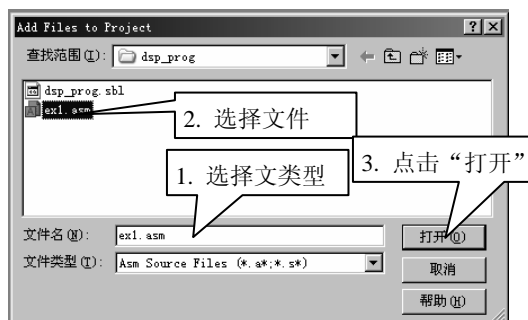 Add Files to Project
查找范围(I): dsp_prog
dsp_prog.sbl
ex1.asm
2. 选择文件
1. 选择文类型
3. 点击“打开”
文件名(N): ex1.asm
打开(O)
文件类型(T): Asm Source Files (*.a*;*.s*)
取消
帮助(H)